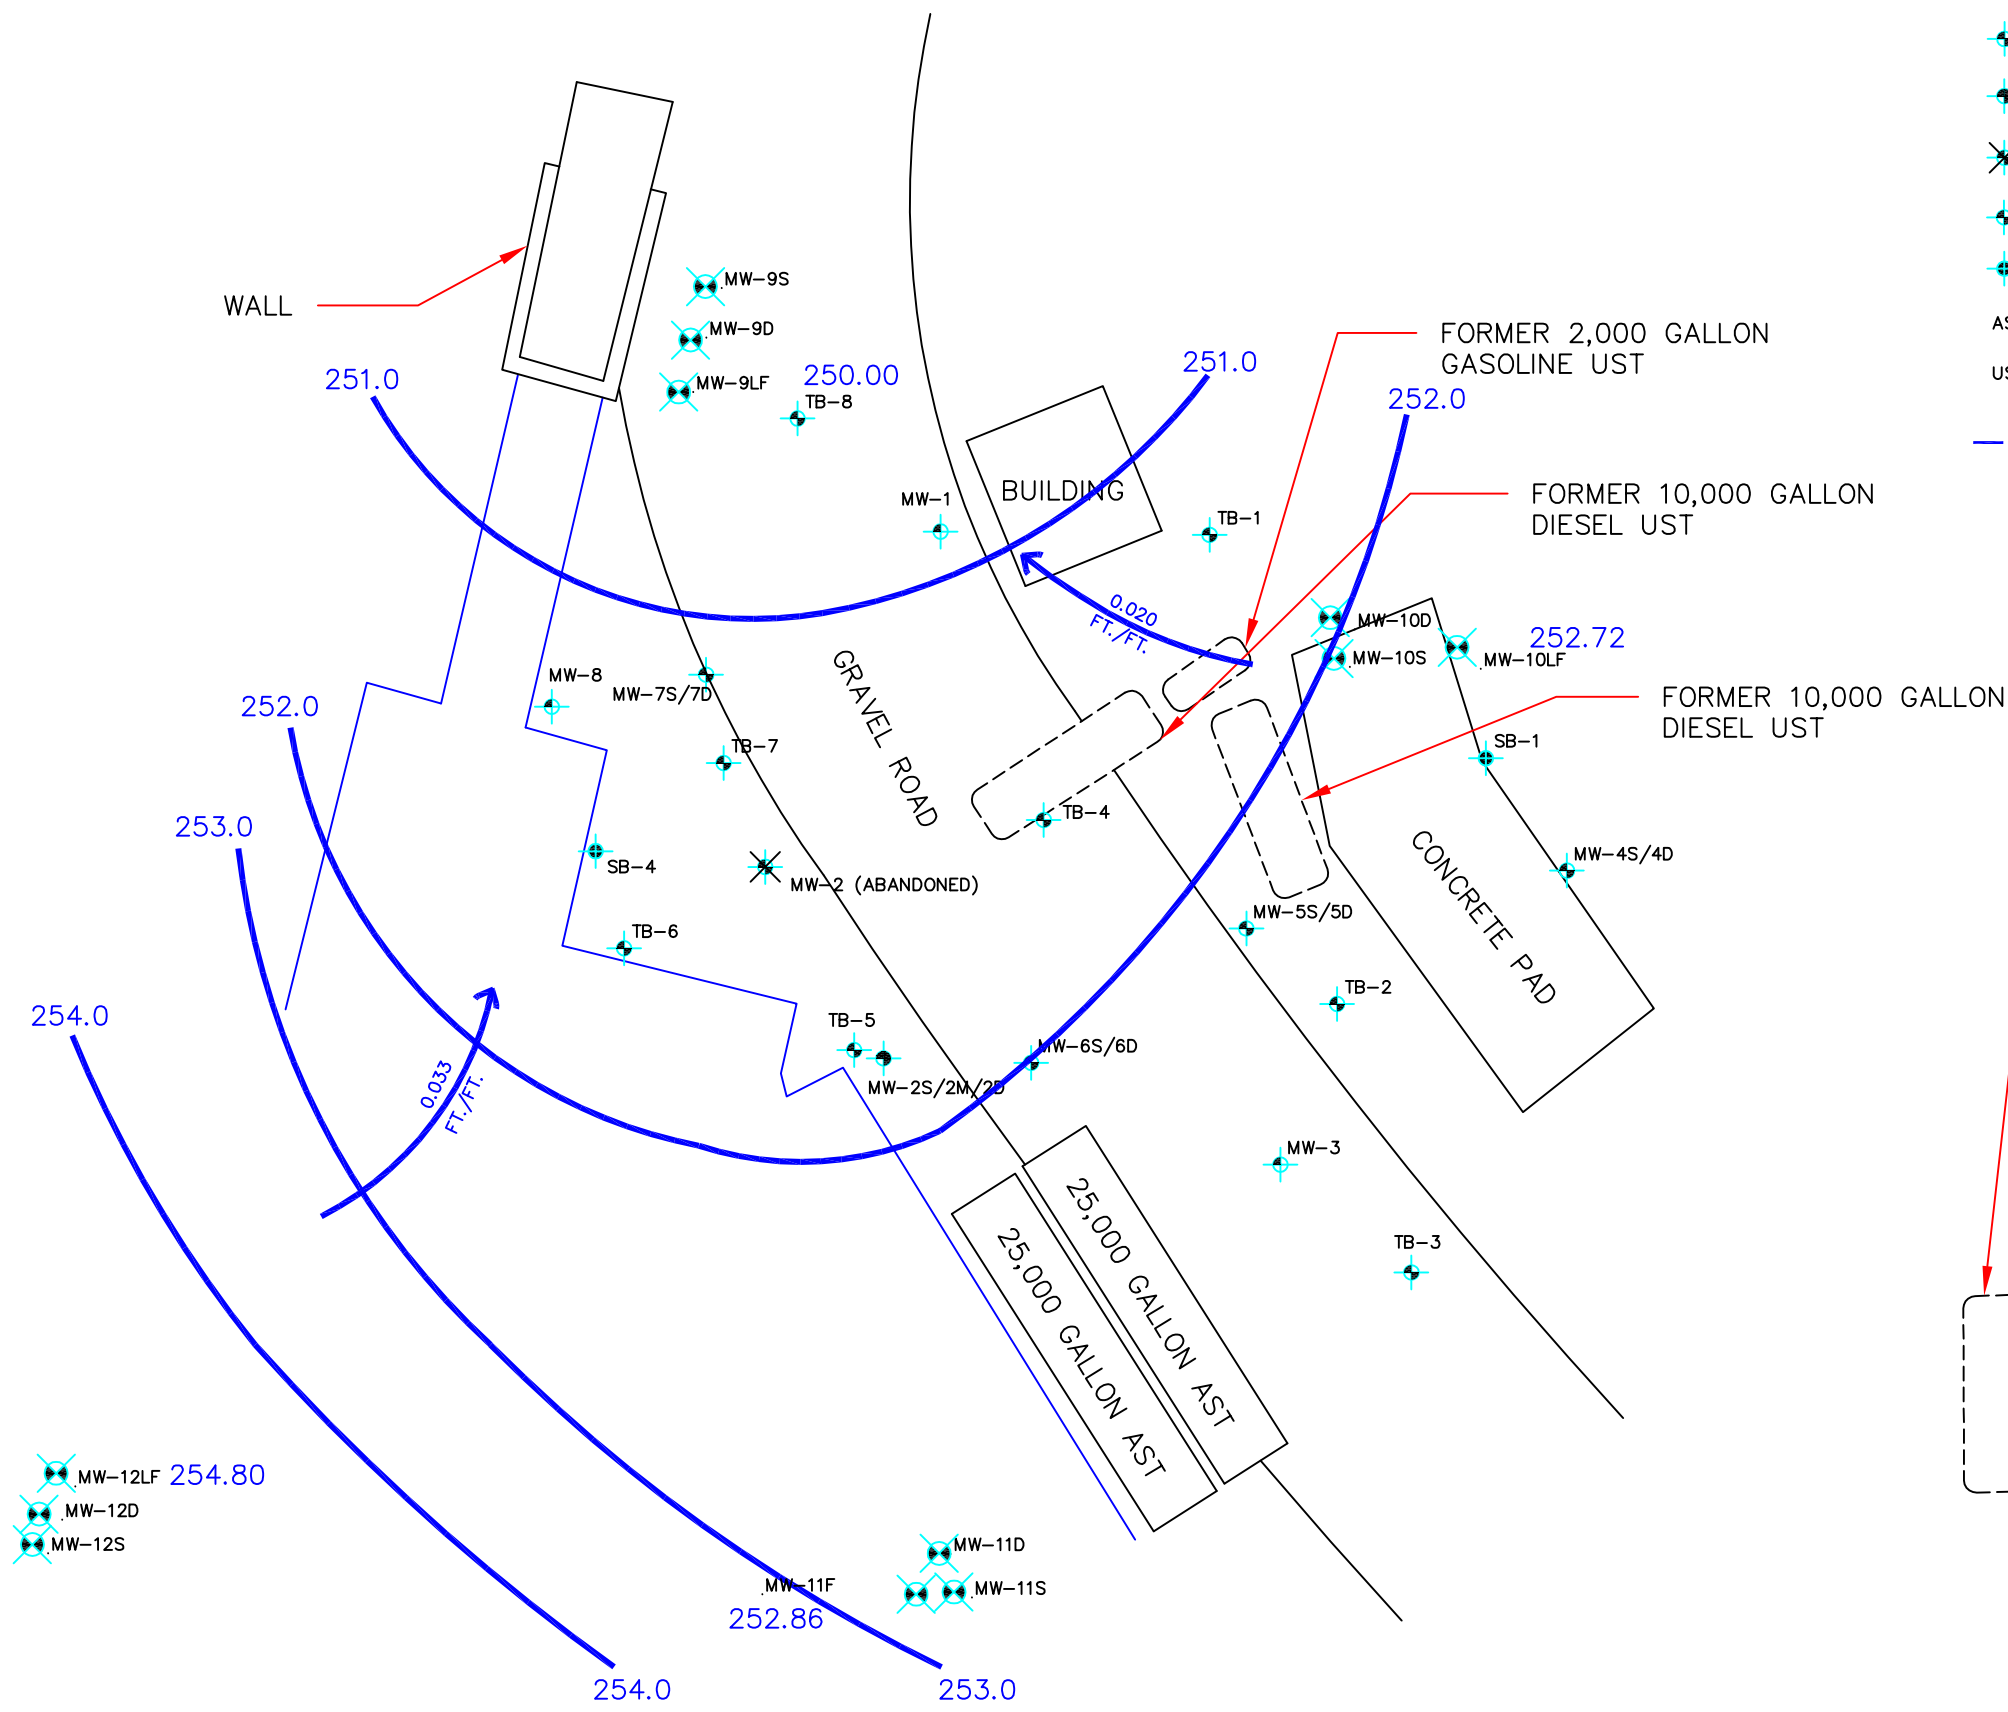 MW-9S
WALL
MW-9D
AS
251.0
MW-9LF
250.00
TB-8
251.0
FORMER 2,000 GALLON
GASOLINE UST
US
252.0
MW-1
BUILDING
TB-1
FORMER 10,000 GALLON
DIESEL UST
0.020
FT./FT.
MW-10D
MW-10S
MW-10LF
252.72
MW-8
MW-7S/7D
GRAVEL ROAD
252.0
TB-7
FORMER 10,000 GALLON
DIESEL UST
SB-1
253.0
TB-4
SB-4
MW-2 (ABANDONED)
CONCRETE PAD
MW-4S/4D
TB-6
MW-5S/5D
254.0
TB-2
TB-5
MW-6S/6D
0.033
FT./FT.
MW-2S/2M/2D
MW-3
25,000 GALLON AST
25,000 GALLON AST
TB-3
MW-12LF
254.80
MW-12D
MW-12S
MW-11D
MW-11F
MW-11S
252.86
254.0
253.0